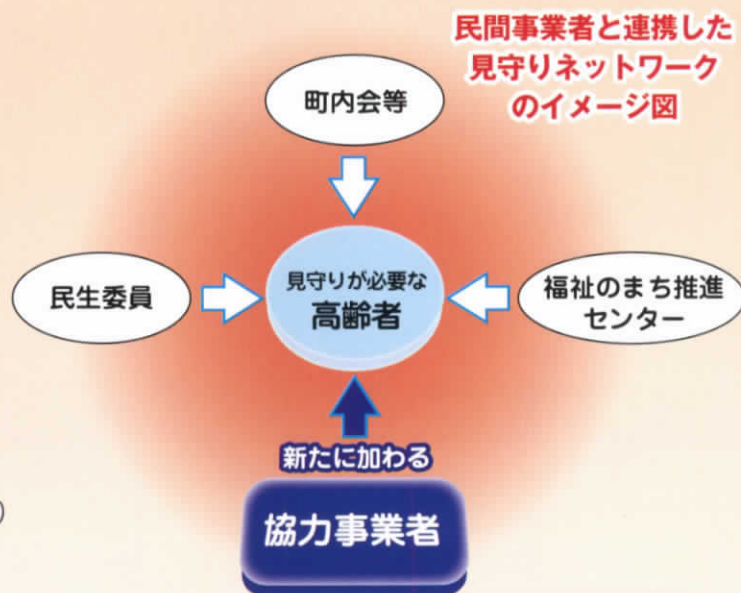 民間事業者と連携した
見守りネットワーク
のイメージ図
町内会等
民生委員
見守りが必要な
高齢者
福祉のまち推進
センター
新たに加わる
協力事業者